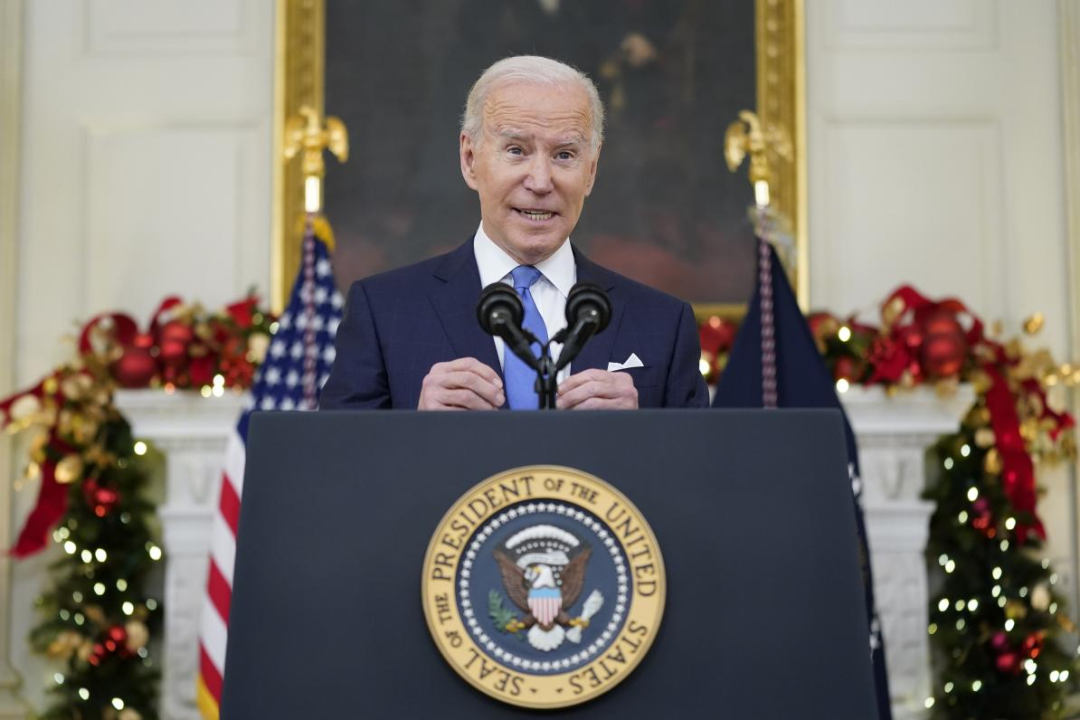 SEAL OF THE PRESIDENT OF THE UNITED STATES